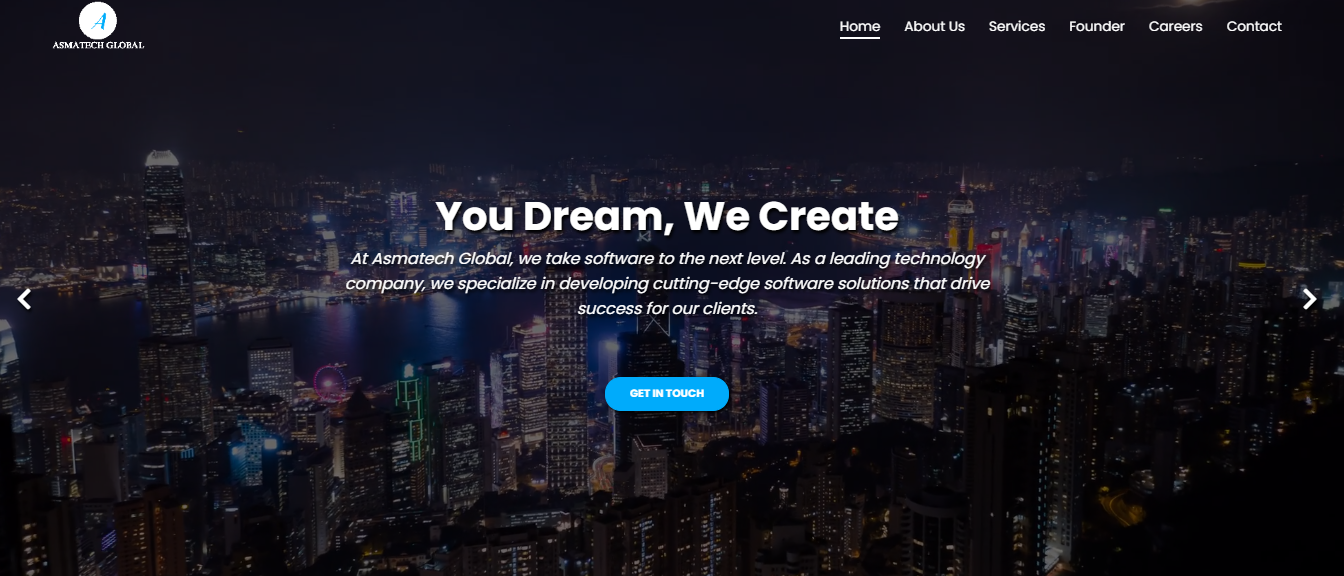 A
ASMATECH GLOBAL
Home About Us Services Founder Careers Contact
You Dream, We Create
At Asmatech Global, we take software to the next level. As a leading technology
company, we specialize in developing cutting-edge software solutions that drive
success for our clients.
GET IN TOUCH